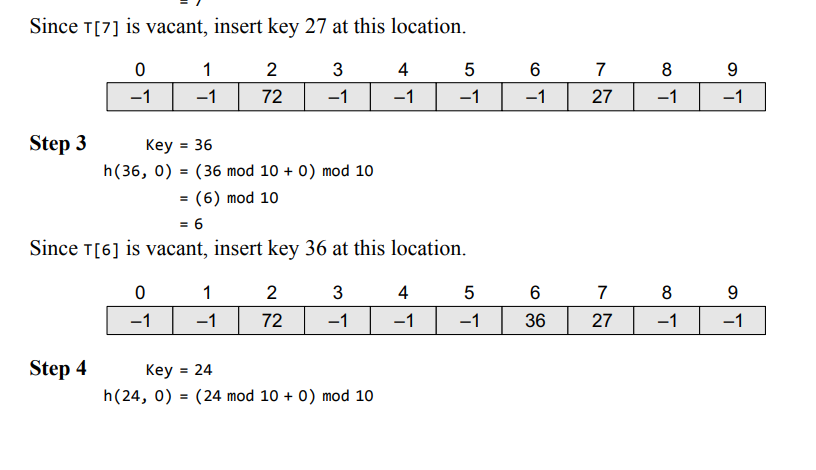 = 7
Since T[7] is vacant, insert key 27 at this location.
0 1 2 3 4 5 6 7 8 9
–1 –1 72 –1 –1 –1 –1 27 –1 –1
Step 3 Key = 36
h(36, 0) = (36 mod 10 + 0) mod 10
= (6) mod 10
= 6
Since T[6] is vacant, insert key 36 at this location.
0 1 2 3 4 5 6 7 8 9
–1 –1 72 –1 –1 –1 36 27 –1 –1
Step 4 Key = 24
h(24, 0) = (24 mod 10 + 0) mod 10